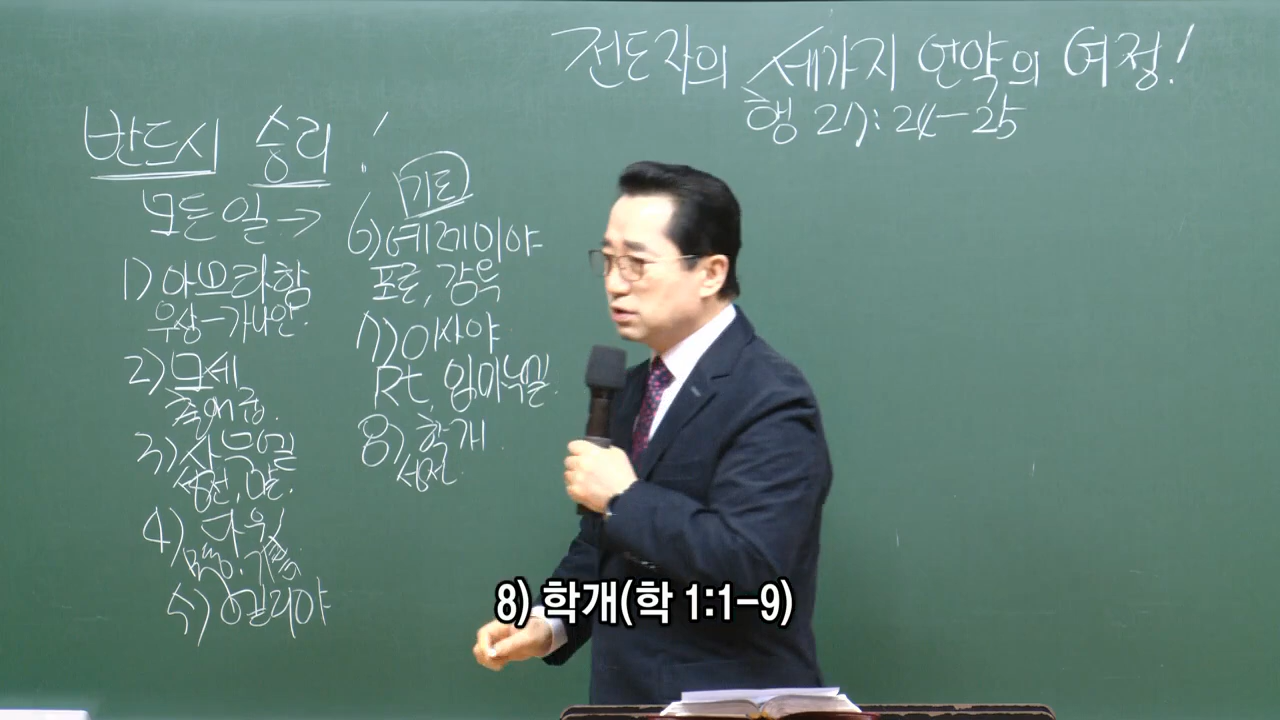 전도자의 세가지 언약의 여정!
행 27:24-25
반드시 승리!
모든 일→
1) 아브라함
우상-가나안.
2) 모세
출애굽.
3) 사무엘
성전,
4) 다윗
5) 엘리야
기도
6) 예레미야
포로, 감옥
7) 이사야
Rt 임마누엘.
8) 학개
성전.
8) 학개(학 1:1-9)